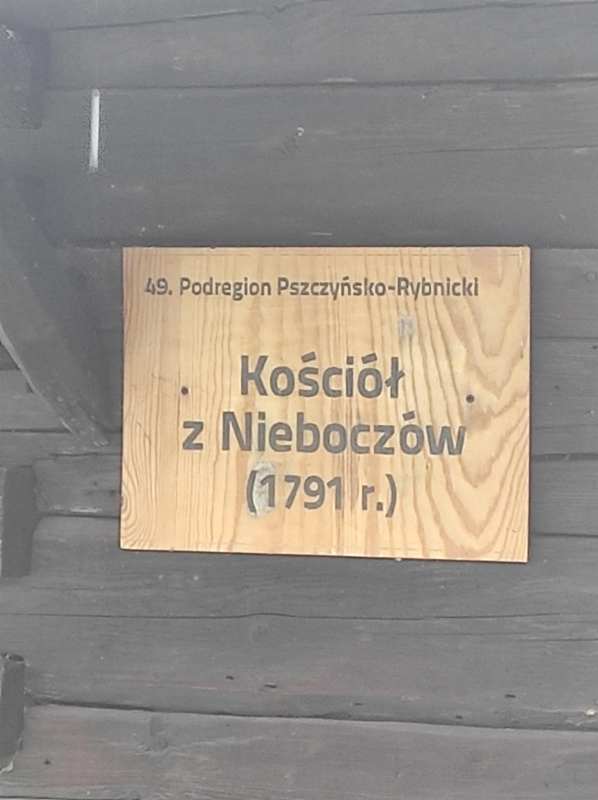 49. Podregion Pszczyńsko-Rybnicki
Kościół
z Nieboczów
(1791 r.)